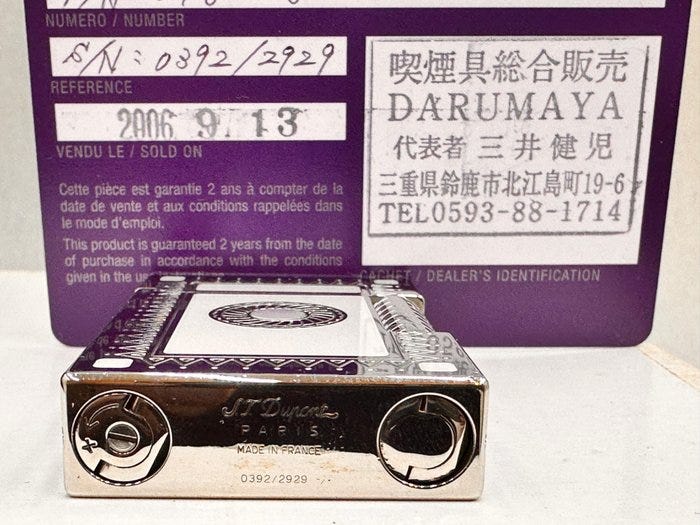 NUMERO / NUMBER
S/N: 0392/2929
REFERENCE
2006. 9. 13
VENDU LE / SOLD ON
Cette pièce est garantie 2 ans à compter de la
date de vente et aux conditions rappelées dans
le mode d'emploi.
This product is guaranteed 2 years from the date
of purchase in accordance with the conditions
given in the
喫煙具総合販売
DARUMAYA
代表者 三井健児
三重県鈴鹿市北江島町19-6
TEL0593-88-1714
CACHET / DEALER'S IDENTIFICATION
S.T. Dupont
PARIS
MADE IN FRANCE
0392/2929